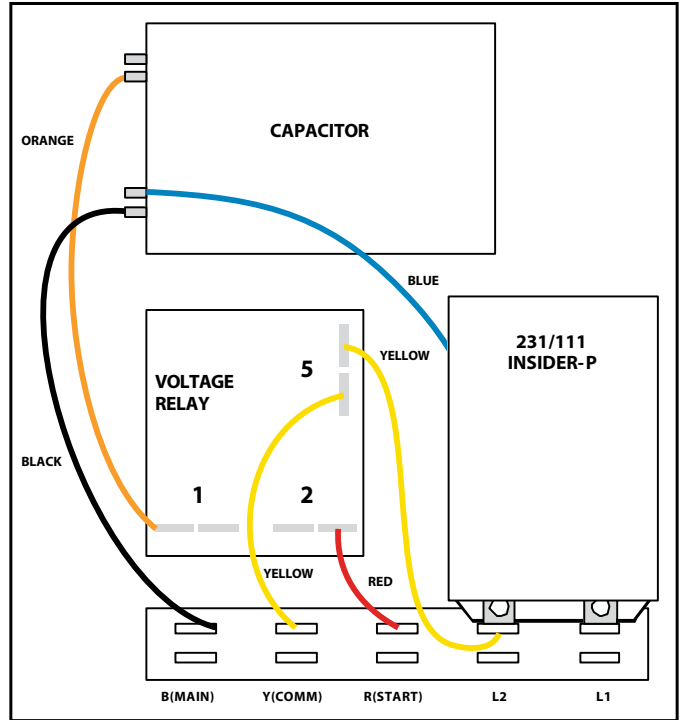 CAPACITOR
ORANGE
BLUE
231/111
INSIDER-P
YELLOW
5
VOLTAGE
RELAY
BLACK
1
2
YELLOW
RED
B(MAIN)
Y(COMM)
R(START)
L2
L1